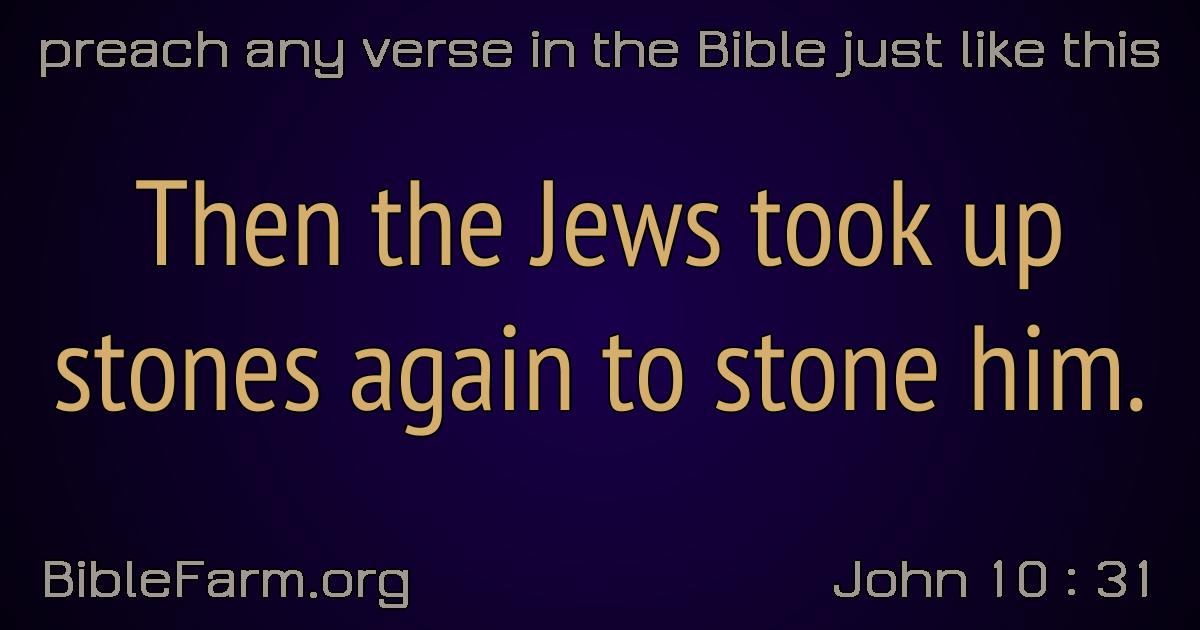 preach any verse in the Bible just like this
Then the Jews took up
stones again to stone him.
BibleFarm.org
John 10 : 31